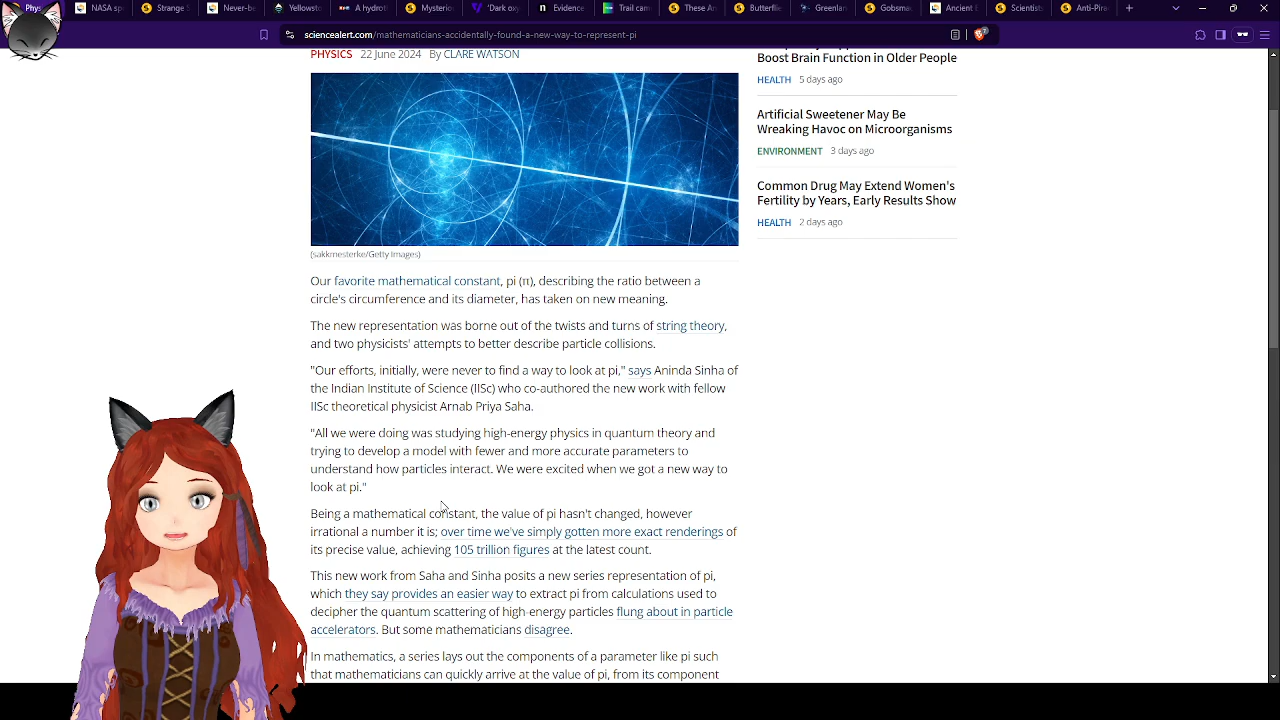 Phys
NASA sp
Strange S
Never-be
Yellowsto
A hydroth
Mysterio
'Dark oxy
Evidence
Trail cam
These An
Butterfli
Greenlan
Gobsmac
Ancient E
Scientists
Anti-Pira
sciencealert.com/mathematicians-accidentally-found-a-new-way-to-represent-pi
PHYSICS 22 June 2024 By CLARE WATSON
(sakkmesterke/Getty Images)
Our favorite mathematical constant, pi (π), describing the ratio between a
circle's circumference and its diameter, has taken on new meaning.
The new representation was borne out of the twists and turns of string theory,
and two physicists' attempts to better describe particle collisions.
"Our efforts, initially, were never to find a way to look at pi," says Aninda Sinha of
the Indian Institute of Science (IISc) who co-authored the new work with fellow
IISc theoretical physicist Arnab Priya Saha.
"All we were doing was studying high-energy physics in quantum theory and
trying to develop a model with fewer and more accurate parameters to
understand how particles interact. We were excited when we got a new way to
look at pi."
Being a mathematical constant, the value of pi hasn't changed, however
irrational a number it is; over time we've simply gotten more exact renderings of
its precise value, achieving 105 trillion figures at the latest count.
This new work from Saha and Sinha posits a new series representation of pi,
which they say provides an easier way to extract pi from calculations used to
decipher the quantum scattering of high-energy particles flung about in particle
accelerators. But some mathematicians disagree.
In mathematics, a series lays out the components of a parameter like pi such
that mathematicians can quickly arrive at the value of pi, from its component
Boost Brain Function in Older People
HEALTH 5 days ago
Artificial Sweetener May Be
Wreaking Havoc on Microorganisms
ENVIRONMENT 3 days ago
Common Drug May Extend Women's
Fertility by Years, Early Results Show
HEALTH 2 days ago